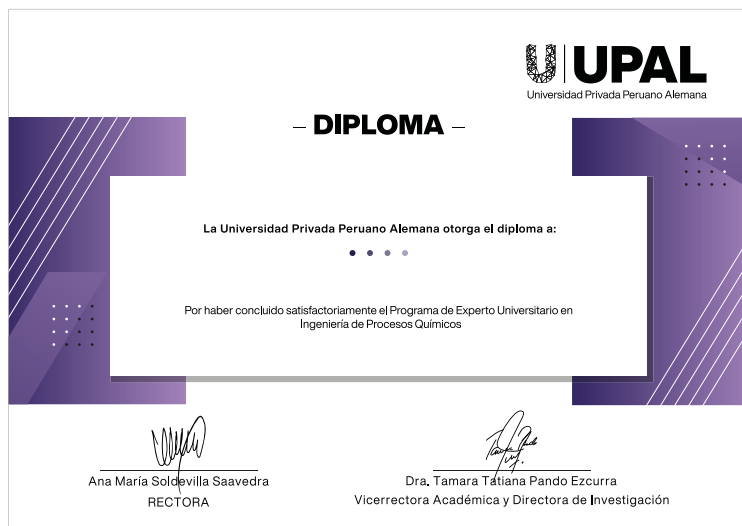 UPAL
Universidad Privada Peruano Alemana
– DIPLOMA –
La Universidad Privada Peruano Alemana otorga el diploma a:
Por haber concluido satisfactoriamente el Programa de Experto Universitario en
Ingeniería de Procesos Químicos
Ana María Soldevilla Saavedra
RECTORA
Dra. Tamara Tatiana Pando Ezcurra
Vicerrectora Académica y Directora de Investigación